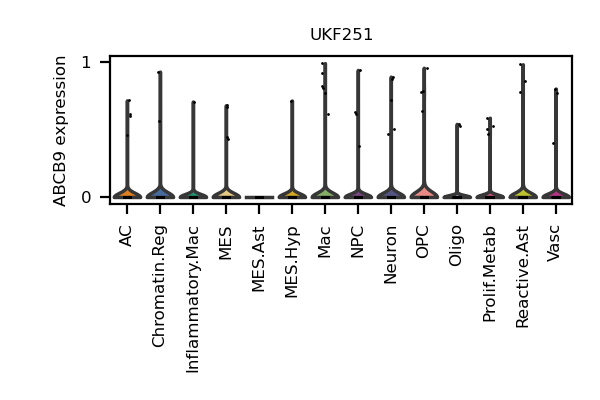 UKF251
ABCB9 expression
1
0
AC
Chromatin.Reg
Inflammatory.Mac
MES
MES.Ast
MES.Hyp
Mac
NPC
Neuron
OPC
Oligo
Prolif.Metab
Reactive.Ast
Vasc